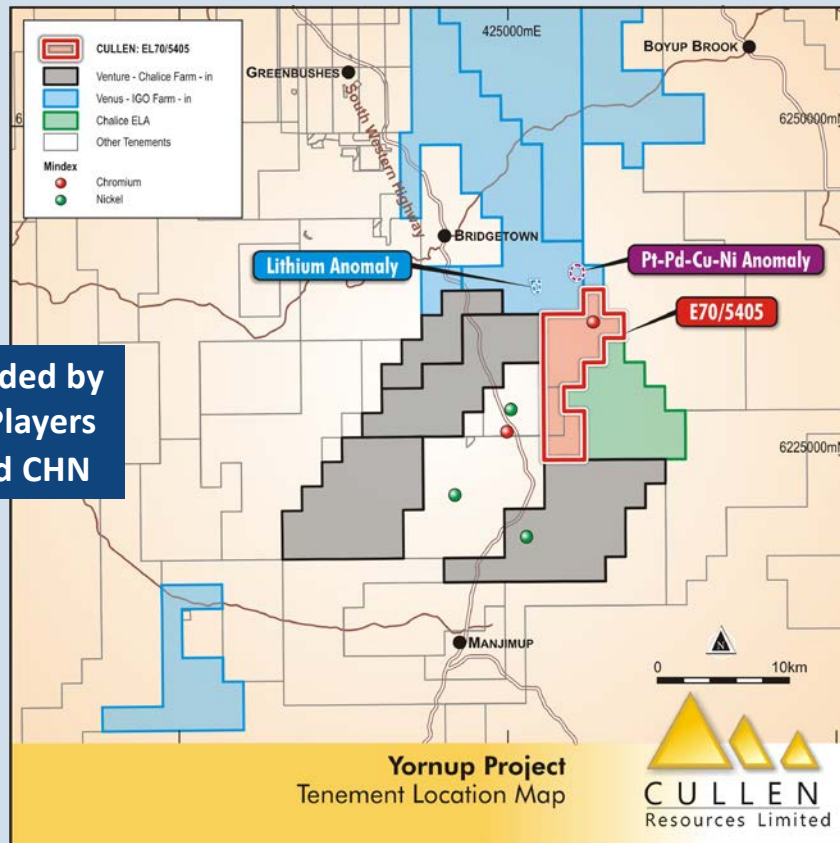 CULLEN: EL70/5405
Venture - Chalice Farm - in
Venus - IGO Farm - in
Chalice ELA
Other Tenements
Mindex
Chromium
Nickel
425000mE
BOYUP BROOK
GREENBUSHES
South Western Highway
6
6250000mN
BRIDGETOWN
Lithium Anomaly
Pt-Pd-Cu-Ni Anomaly
E70/5405
ded by
Players
d CHN
6225000mN
MANJIMUP
N
0 10km
Yornup Project
Tenement Location Map
CULLEN
Resources Limited